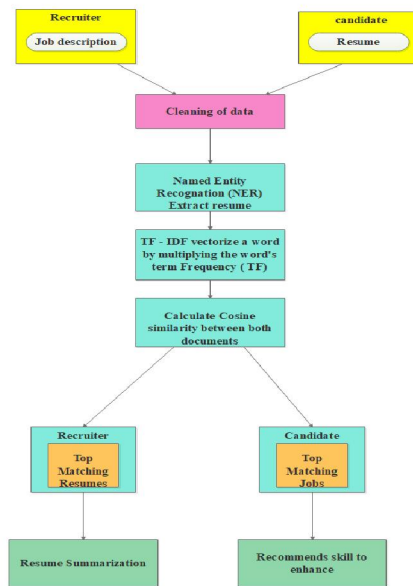 Recruiter
Job description
candidate
Resume
Cleaning of data
Named Entity
Recognation (NER)
Extract resume
TF - IDF vectorize a word
by multiplying the word's
term Frequency ( TF)
Calculate Cosine
similarity between both
documents
Recruiter
Top
Matching
Resumes
Candidate
Top
Matching
Jobs
Resume Summarization
Recommends skill to
enhance